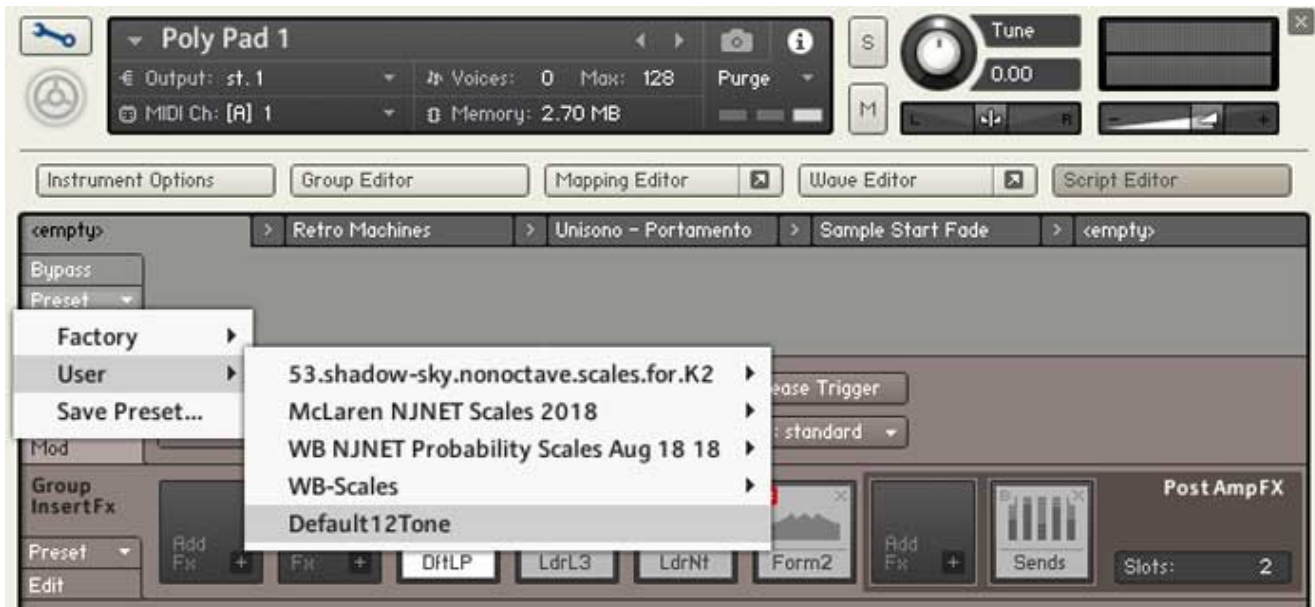 Poly Pad 1
S
Tune
Output: st. 1
Voices: 0 Max: 128
Purge
0.00
MIDI Ch: [A] 1
Memory: 2.70 MB
M
L
R
-
+
Instrument Options
Group Editor
Mapping Editor
Wave Editor
Script Editor
<empty>
> Retro Machines
> Unisono - Portamento
> Sample Start Fade
> <empty>
Bypass
Preset
Factory
User
53.shadow-sky.nonoctave.scales.for.K2
ease Trigger
Save Preset...
McLaren NJNET Scales 2018
: standard
Mod
WB NJNET Probability Scales Aug 18 18
Group
InsertFx
WB-Scales
Post AmpFX
Default12Tone
Preset
Add
Fx +
Fx +
DftLP
LdrL3
LdrNt
Form2
Add
Fx +
Sends
Slots: 2
Edit